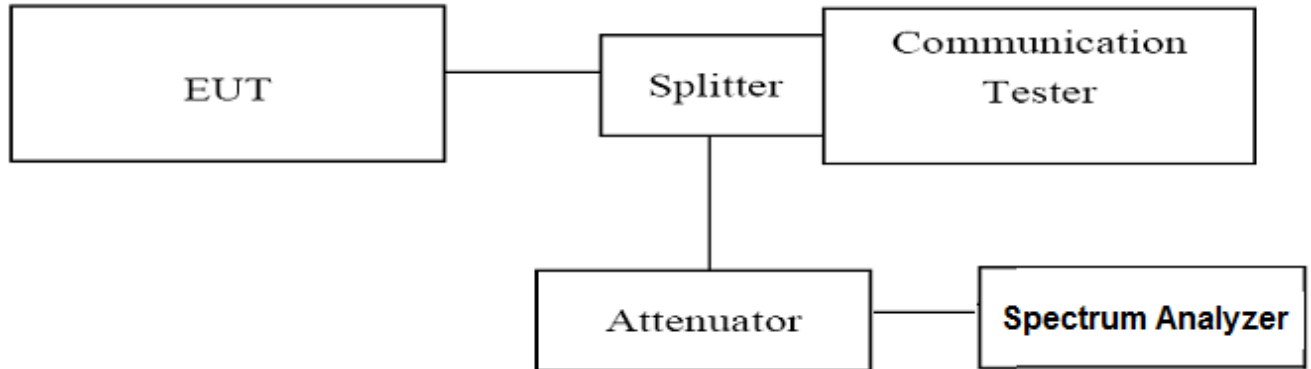 EUT
Splitter
Communication
Tester
Attenuator
Spectrum Analyzer